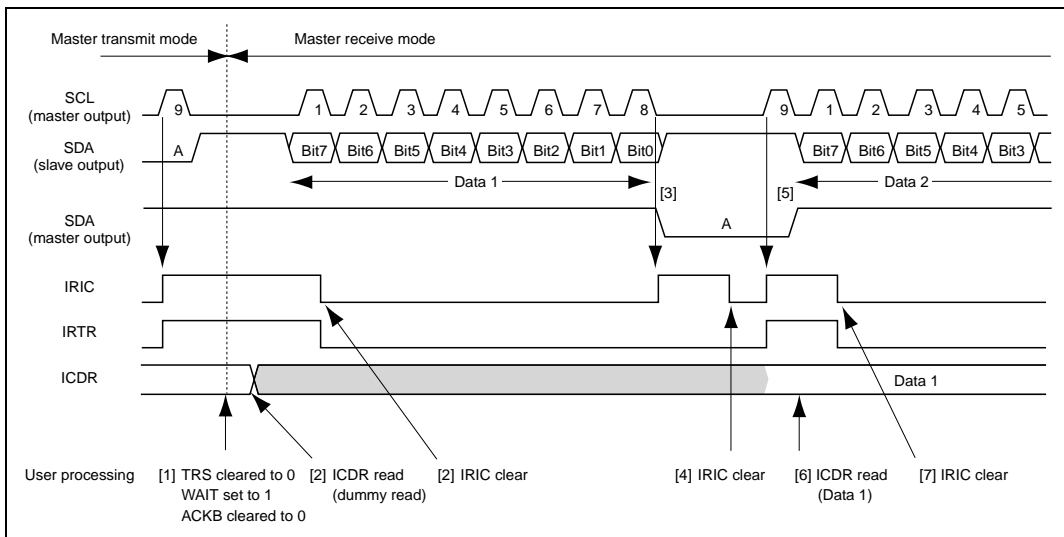 Master transmit mode Master receive mode
SCL
(master output)
9 1 2 3 4 5 6 7 8 9 1 2 3 4 5
SDA
(slave output)
A Bit7 Bit6 Bit5 Bit4 Bit3 Bit2 Bit1 Bit0 Bit7 Bit6 Bit5 Bit4 Bit3
Data 1 [3] [5] Data 2
SDA
(master output)
A
IRIC
IRTR
ICDR
Data 1
User processing
[1] TRS cleared to 0
WAIT set to 1
ACKB cleared to 0
[2] ICDR read
(dummy read)
[2] IRIC clear
[4] IRIC clear
[6] ICDR read
(Data 1)
[7] IRIC clear